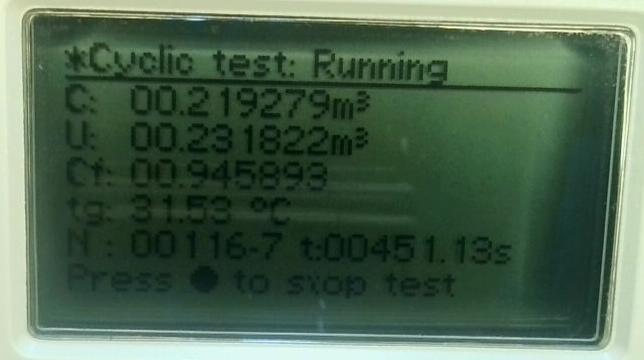 *Cyclic test: Running
C: 00.219279m³
U: 00.231822m³
Cf: 00.945893
tg: 31.53 °C
N : 00116-7 t:00451.13s
Press ● to stop test